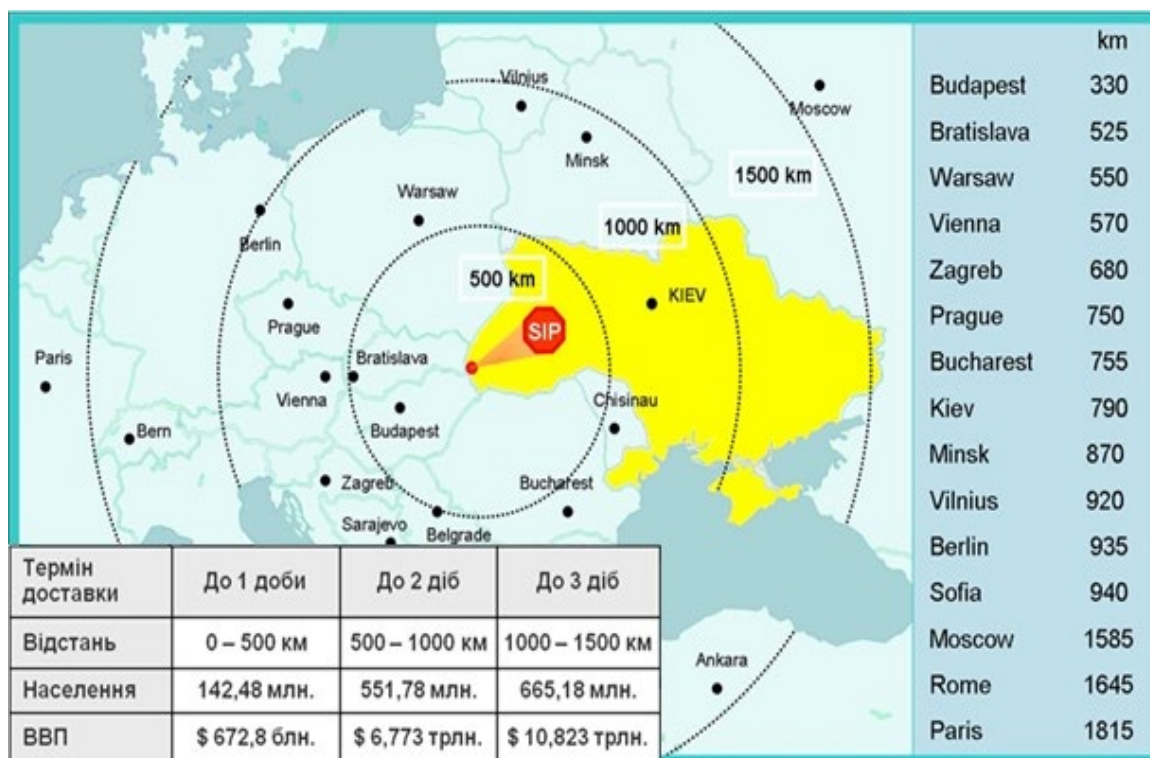 Vilnius
Moscow
Minsk
1500 km
Warsaw
1000 km
Berlin
500 km
KIEV
Prague
SIP
Paris
Bratislava
Vienna
Chisinau
Budapest
Bern
Zagreb
Bucharest
Sarajevo
Belgrade
Ankara
Термін доставки До 1 доби До 2 діб До 3 діб
Відстань 0 – 500 км 500 – 1000 км 1000 – 1500 км
Населення 142,48 млн. 551,78 млн. 665,18 млн.
ВВП $ 672,8 блн. $ 6,773 трлн. $ 10,823 трлн.
km
Budapest 330
Bratislava 525
Warsaw 550
Vienna 570
Zagreb 680
Prague 750
Bucharest 755
Kiev 790
Minsk 870
Vilnius 920
Berlin 935
Sofia 940
Moscow 1585
Rome 1645
Paris 1815